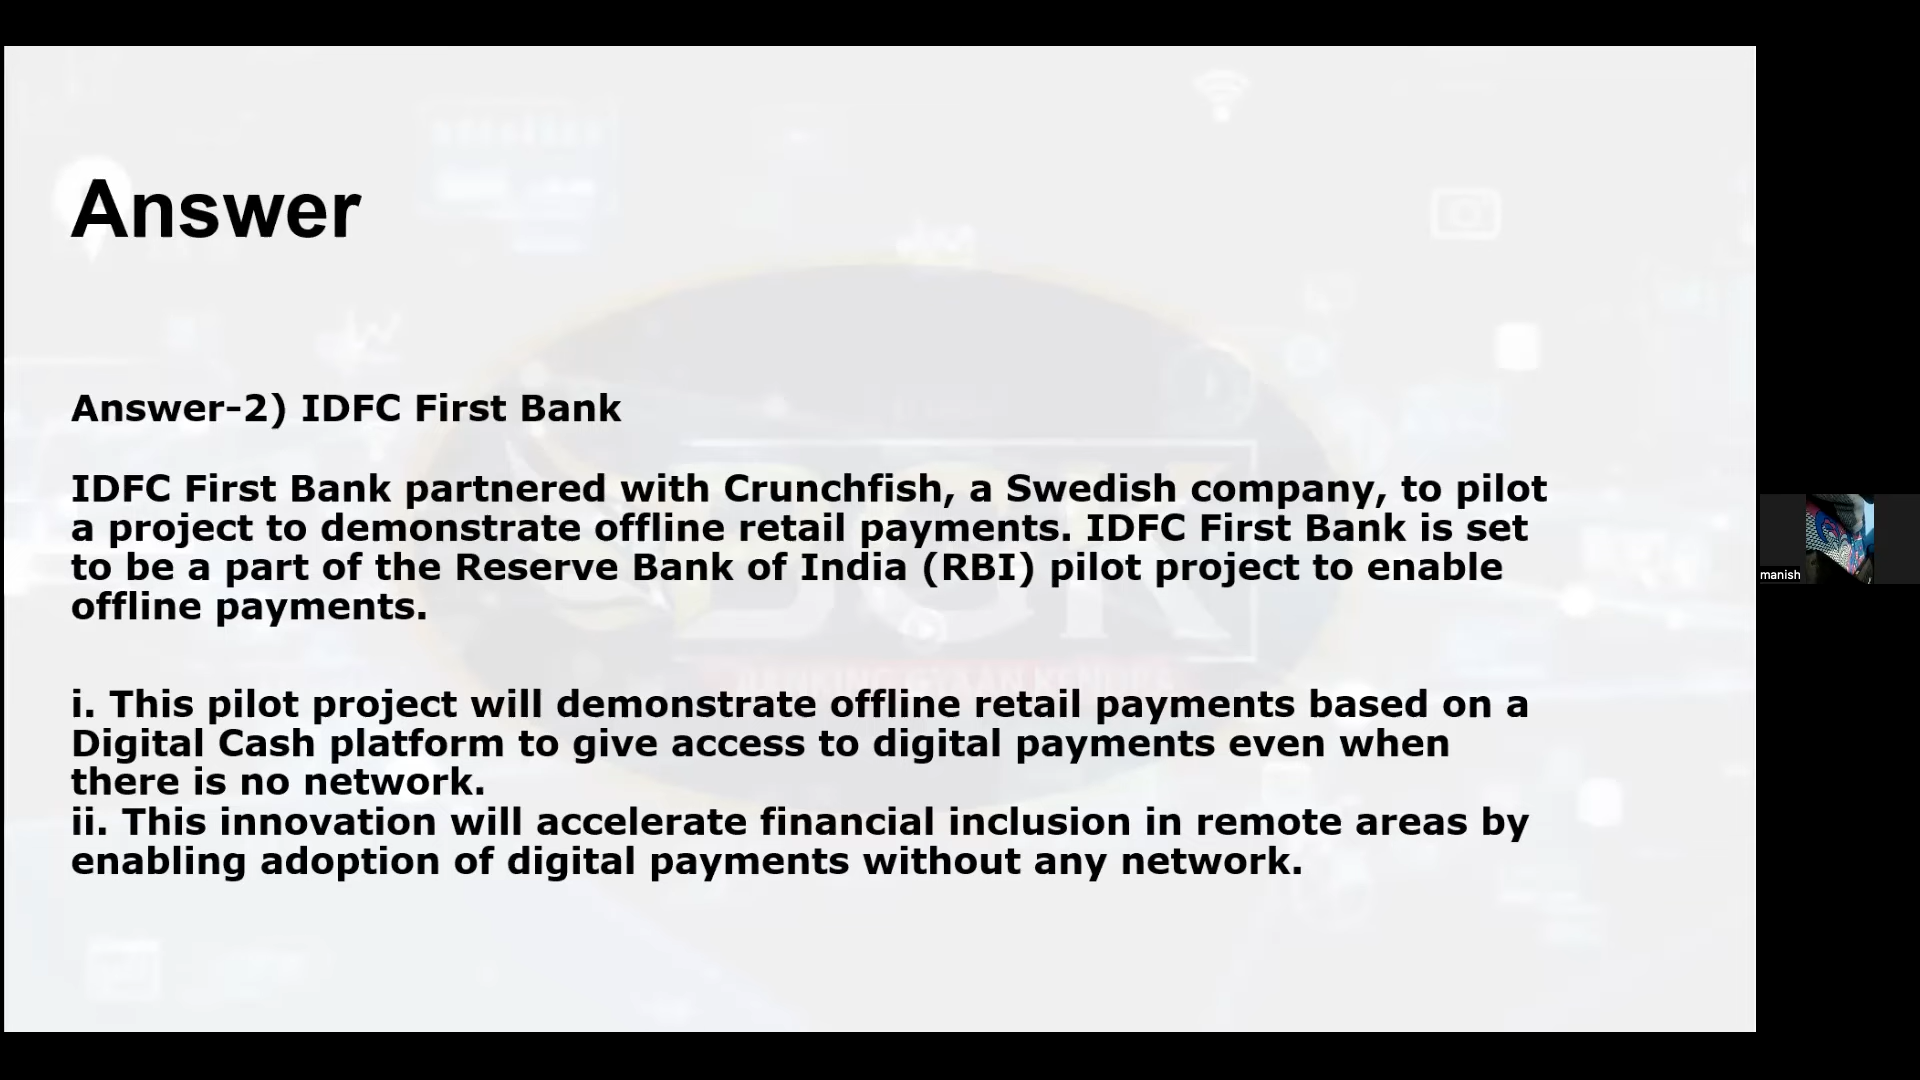 Answer
Answer-2) IDFC First Bank
IDFC First Bank partnered with Crunchfish, a Swedish company, to pilot
a project to demonstrate offline retail payments. IDFC First Bank is set
to be a part of the Reserve Bank of India (RBI) pilot project to enable
offline payments.
i. This pilot project will demonstrate offline retail payments based on a
Digital Cash platform to give access to digital payments even when
there is no network.
ii. This innovation will accelerate financial inclusion in remote areas by
enabling adoption of digital payments without any network.
BGK
BANKING GYAAN KENDRA
manish